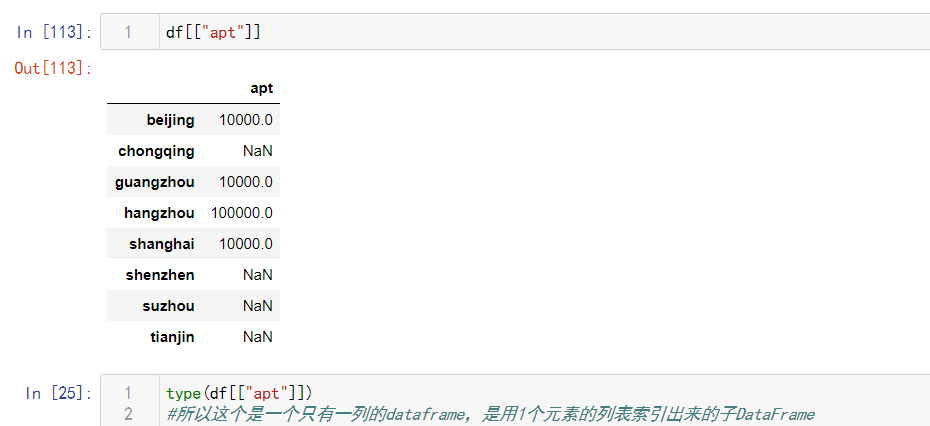 In [113]: 1 df[["apt"]]
Out[113]:
apt
beijing 10000.0
chongqing NaN
guangzhou 10000.0
hangzhou 100000.0
shanghai 10000.0
shenzhen NaN
suzhou NaN
tianjin NaN
In [25]: 1 type(df[["apt"]])
2 #所以这个是一个只有一列的dataframe，是用1个元素的列表索引出来的子DataFrame